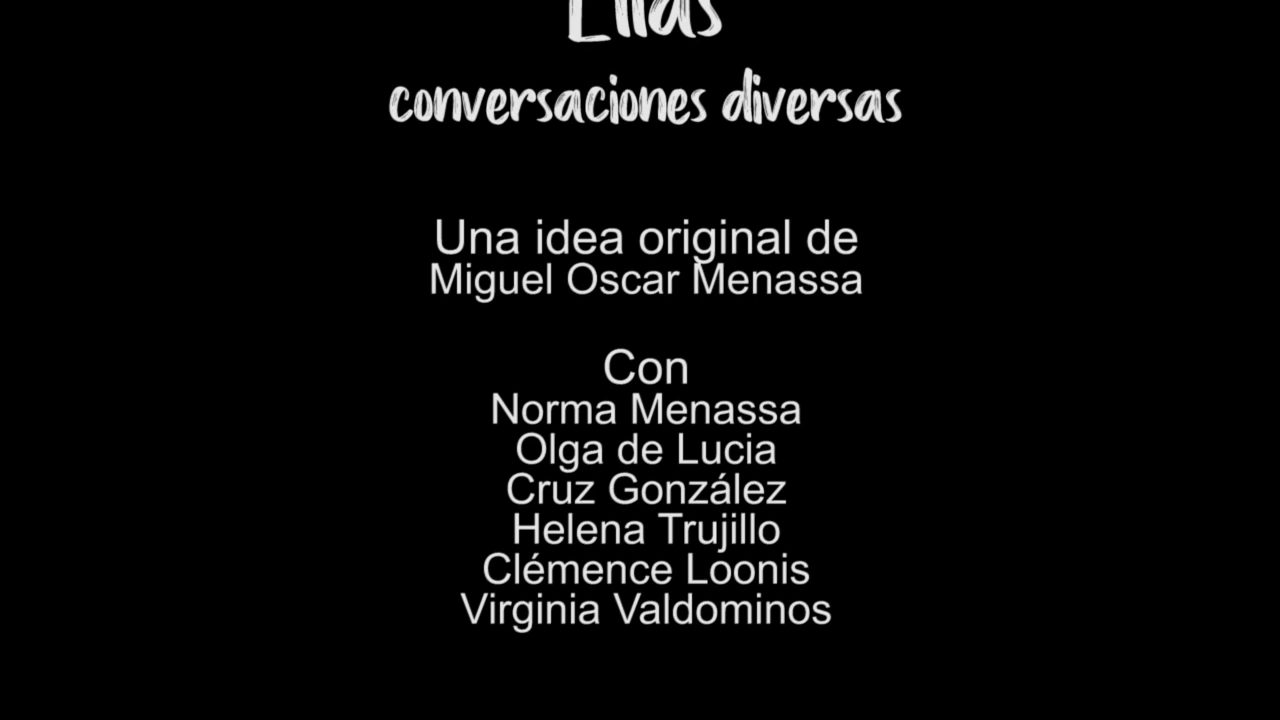 Ellas
conversaciones diversas
Una idea original de
Miguel Oscar Menassa
Con
Norma Menassa
Olga de Lucia
Cruz González
Helena Trujillo
Clémence Loonis
Virginia Valdominos